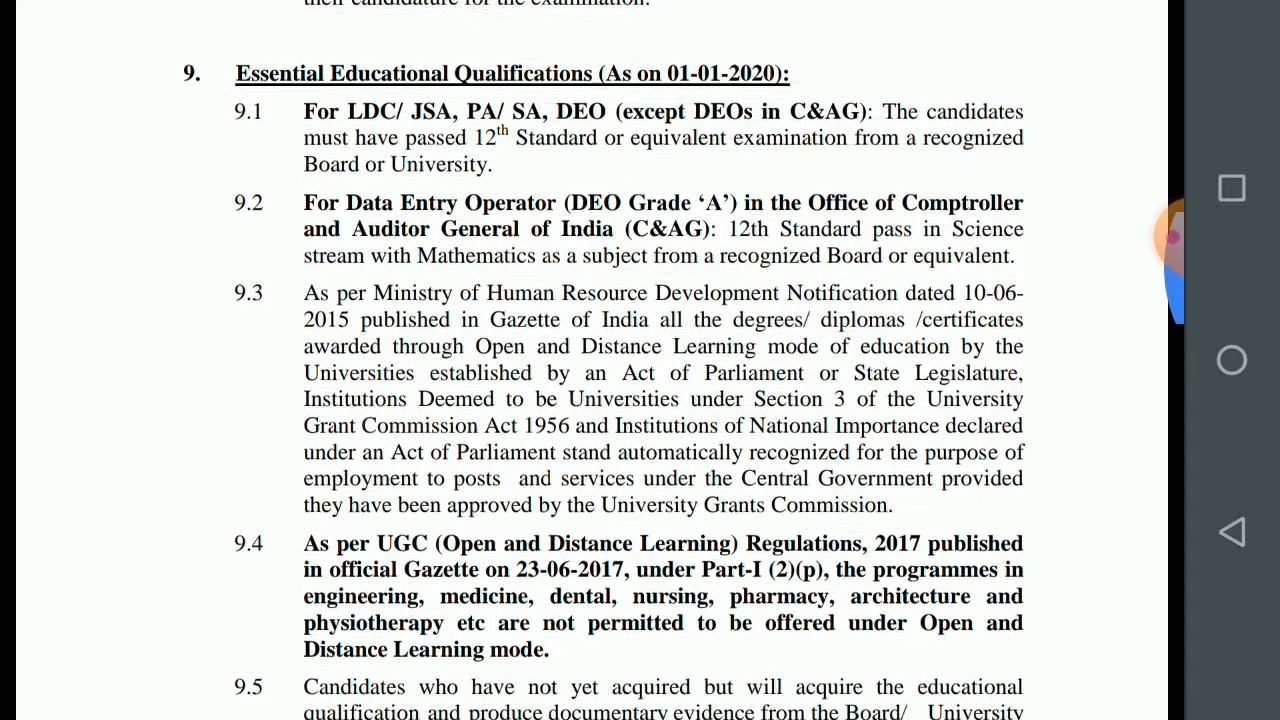 their candidature for the examination.
9. Essential Educational Qualifications (As on 01-01-2020):
9.1 For LDC/ JSA, PA/ SA, DEO (except DEOs in C&AG): The candidates
must have passed 12th Standard or equivalent examination from a recognized
Board or University.
9.2 For Data Entry Operator (DEO Grade ‘A’) in the Office of Comptroller
and Auditor General of India (C&AG): 12th Standard pass in Science
stream with Mathematics as a subject from a recognized Board or equivalent.
9.3 As per Ministry of Human Resource Development Notification dated 10-06-
2015 published in Gazette of India all the degrees/ diplomas /certificates
awarded through Open and Distance Learning mode of education by the
Universities established by an Act of Parliament or State Legislature,
Institutions Deemed to be Universities under Section 3 of the University
Grant Commission Act 1956 and Institutions of National Importance declared
under an Act of Parliament stand automatically recognized for the purpose of
employment to posts and services under the Central Government provided
they have been approved by the University Grants Commission.
9.4 As per UGC (Open and Distance Learning) Regulations, 2017 published
in official Gazette on 23-06-2017, under Part-I (2)(p), the programmes in
engineering, medicine, dental, nursing, pharmacy, architecture and
physiotherapy etc are not permitted to be offered under Open and
Distance Learning mode.
9.5 Candidates who have not yet acquired but will acquire the educational
qualification and produce documentary evidence from the Board/ University